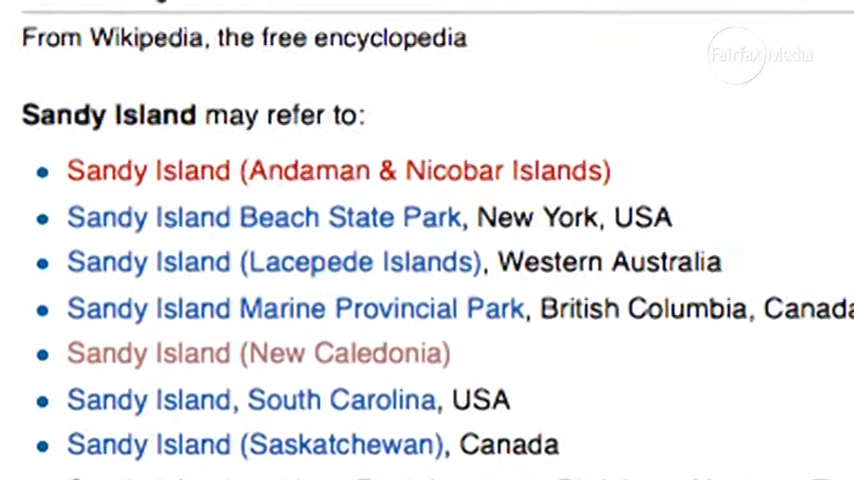 From Wikipedia, the free encyclopedia
Fairfax Media
Sandy Island may refer to:
Sandy Island (Andaman & Nicobar Islands)
Sandy Island Beach State Park, New York, USA
Sandy Island (Lacepede Islands), Western Australia
Sandy Island Marine Provincial Park, British Columbia, Canada
Sandy Island (New Caledonia)
Sandy Island, South Carolina, USA
Sandy Island (Saskatchewan), Canada